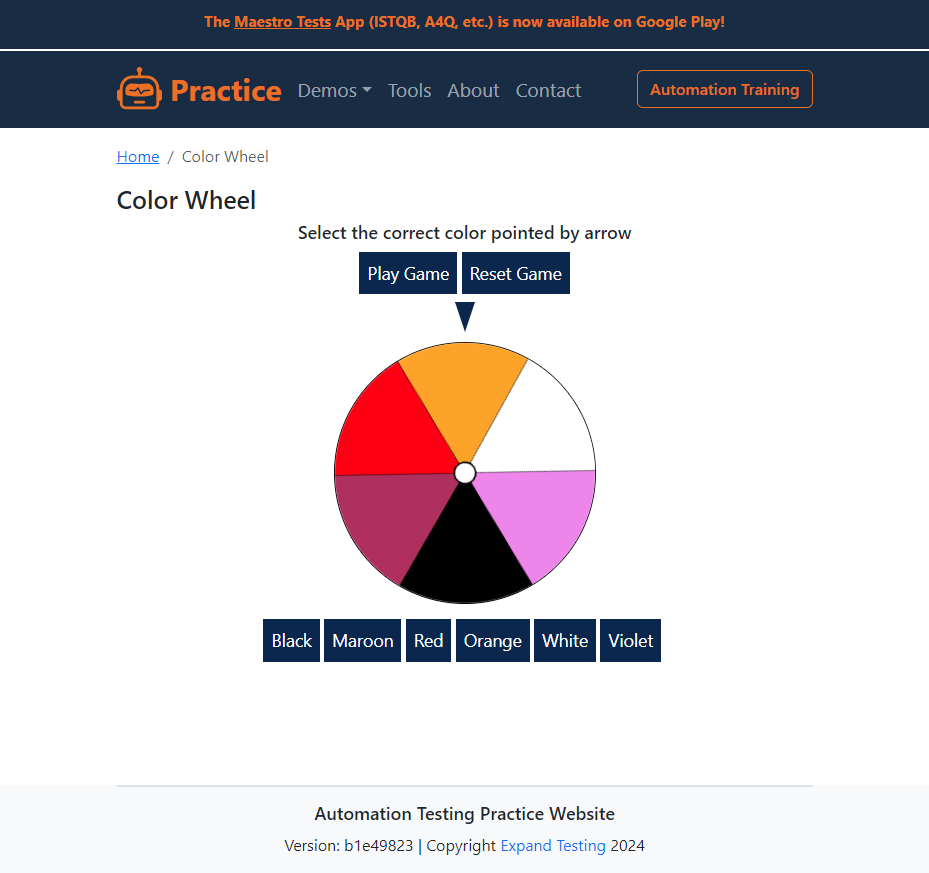 The Maestro Tests App (ISTQB, A4Q, etc.) is now available on Google Play!
Practice Demos Tools About Contact Automation Training
Home / Color Wheel
Color Wheel
Select the correct color pointed by arrow
Play Game Reset Game
Black Maroon Red Orange White Violet
Automation Testing Practice Website
Version: b1e49823 | Copyright Expand Testing 2024